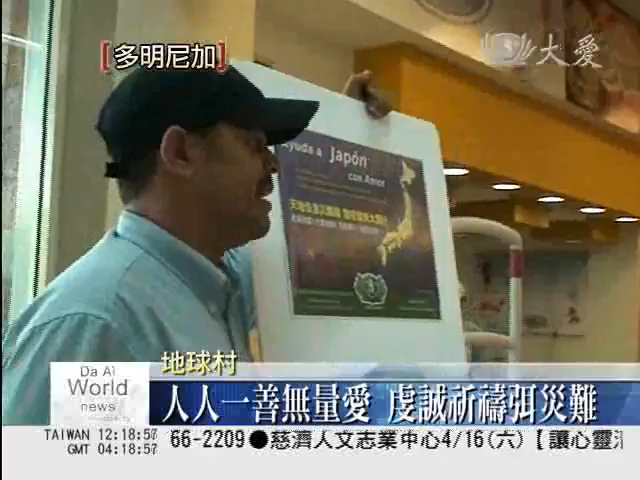 [多明尼加]
大愛
Ayuda a Japón
con Amor
地球村
Da Ai
World
news
人人一善無量愛 虔誠祈禱弭災難
TAIWAN 12:18:57
GMT 04:18:57
66-2209●慈濟人文志業中心4/16(六)【讓心靈